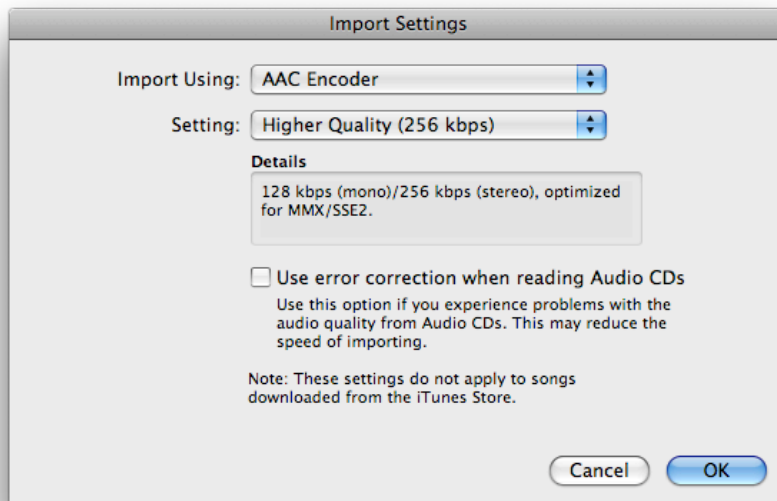 Import Settings
Import Using: AAC Encoder
Setting: Higher Quality (256 kbps)
Details
128 kbps (mono)/256 kbps (stereo), optimized
for MMX/SSE2.
Use error correction when reading Audio CDs
Use this option if you experience problems with the
audio quality from Audio CDs. This may reduce the
speed of importing.
Note: These settings do not apply to songs
downloaded from the iTunes Store.
Cancel OK